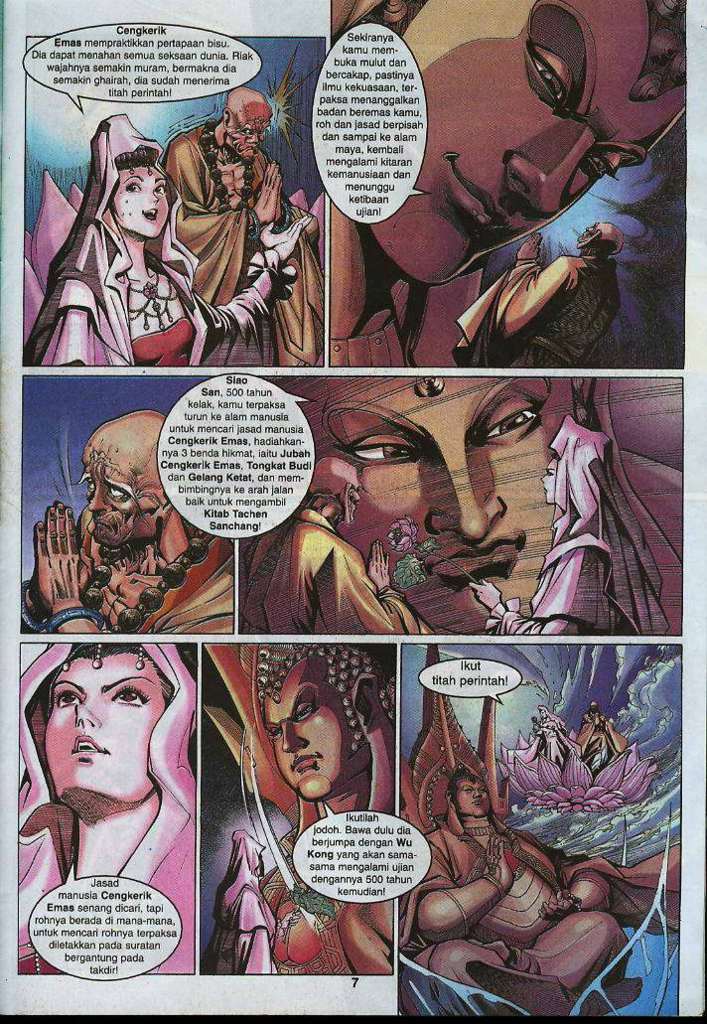 Cengkerik
Emas mempraktikkan pertapaan bisu.
Dia dapat menahan semua seksaan dunia. Riak
wajahnya semakin muram, bermakna dia
semakin ghairah, dia sudah menerima
titah perintah!
Sekiranya
kamu mem-
buka mulut dan
bercakap, pastinya
ilmu kekuasaan, ter-
paksa menanggalkan
badan beremas kamu,
roh dan jasad berpisah
dan sampai ke alam
maya, kembali
mengalami kitaran
kemanusiaan dan
menunggu
ketibaan
ujian!
Siao
San, 500 tahun
kelak, kamu terpaksa
turun ke alam manusia
untuk mencari jasad manusia
Cengkerik Emas, hadiahkan-
nya 3 benda hikmat, iaitu Jubah
Cengkerik Emas, Tongkat Budi
dan Gelang Ketat, dan mem-
bimbingnya ke arah jalan
baik untuk mengambil
Kitab Tachen
Sanchang!
Jasad
manusia Cengkerik
Emas senang dicari, tapi
rohnya berada di mana-mana,
untuk mencari rohnya terpaksa
diletakkan pada suratan
bergantung pada
takdir!
Ikutilah
jodoh. Bawa dulu dia
berjumpa dengan Wu
Kong yang akan sama-
sama mengalami ujian
dengannya 500 tahun
kemudian!
Ikut
titah perintah!
7